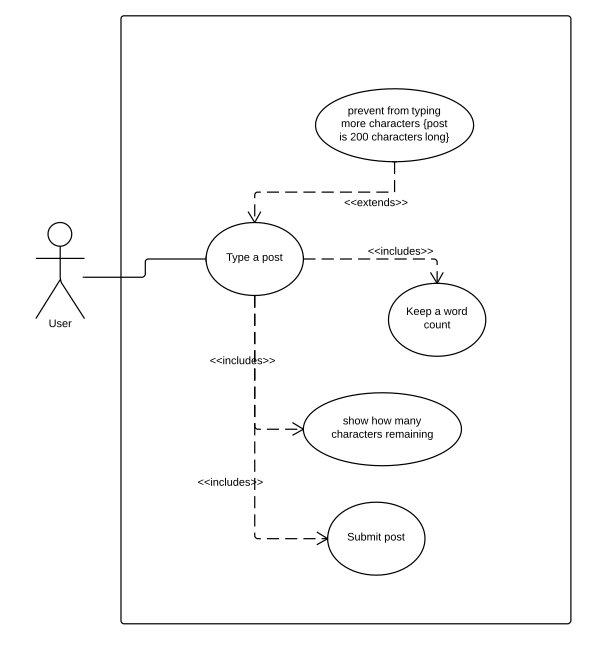 prevent from typing
more characters {post
is 200 characters long}
<<extends>>
Type a post
<<includes>>
Keep a word
count
User
<<includes>>
show how many
characters remaining
<<includes>>
Submit post